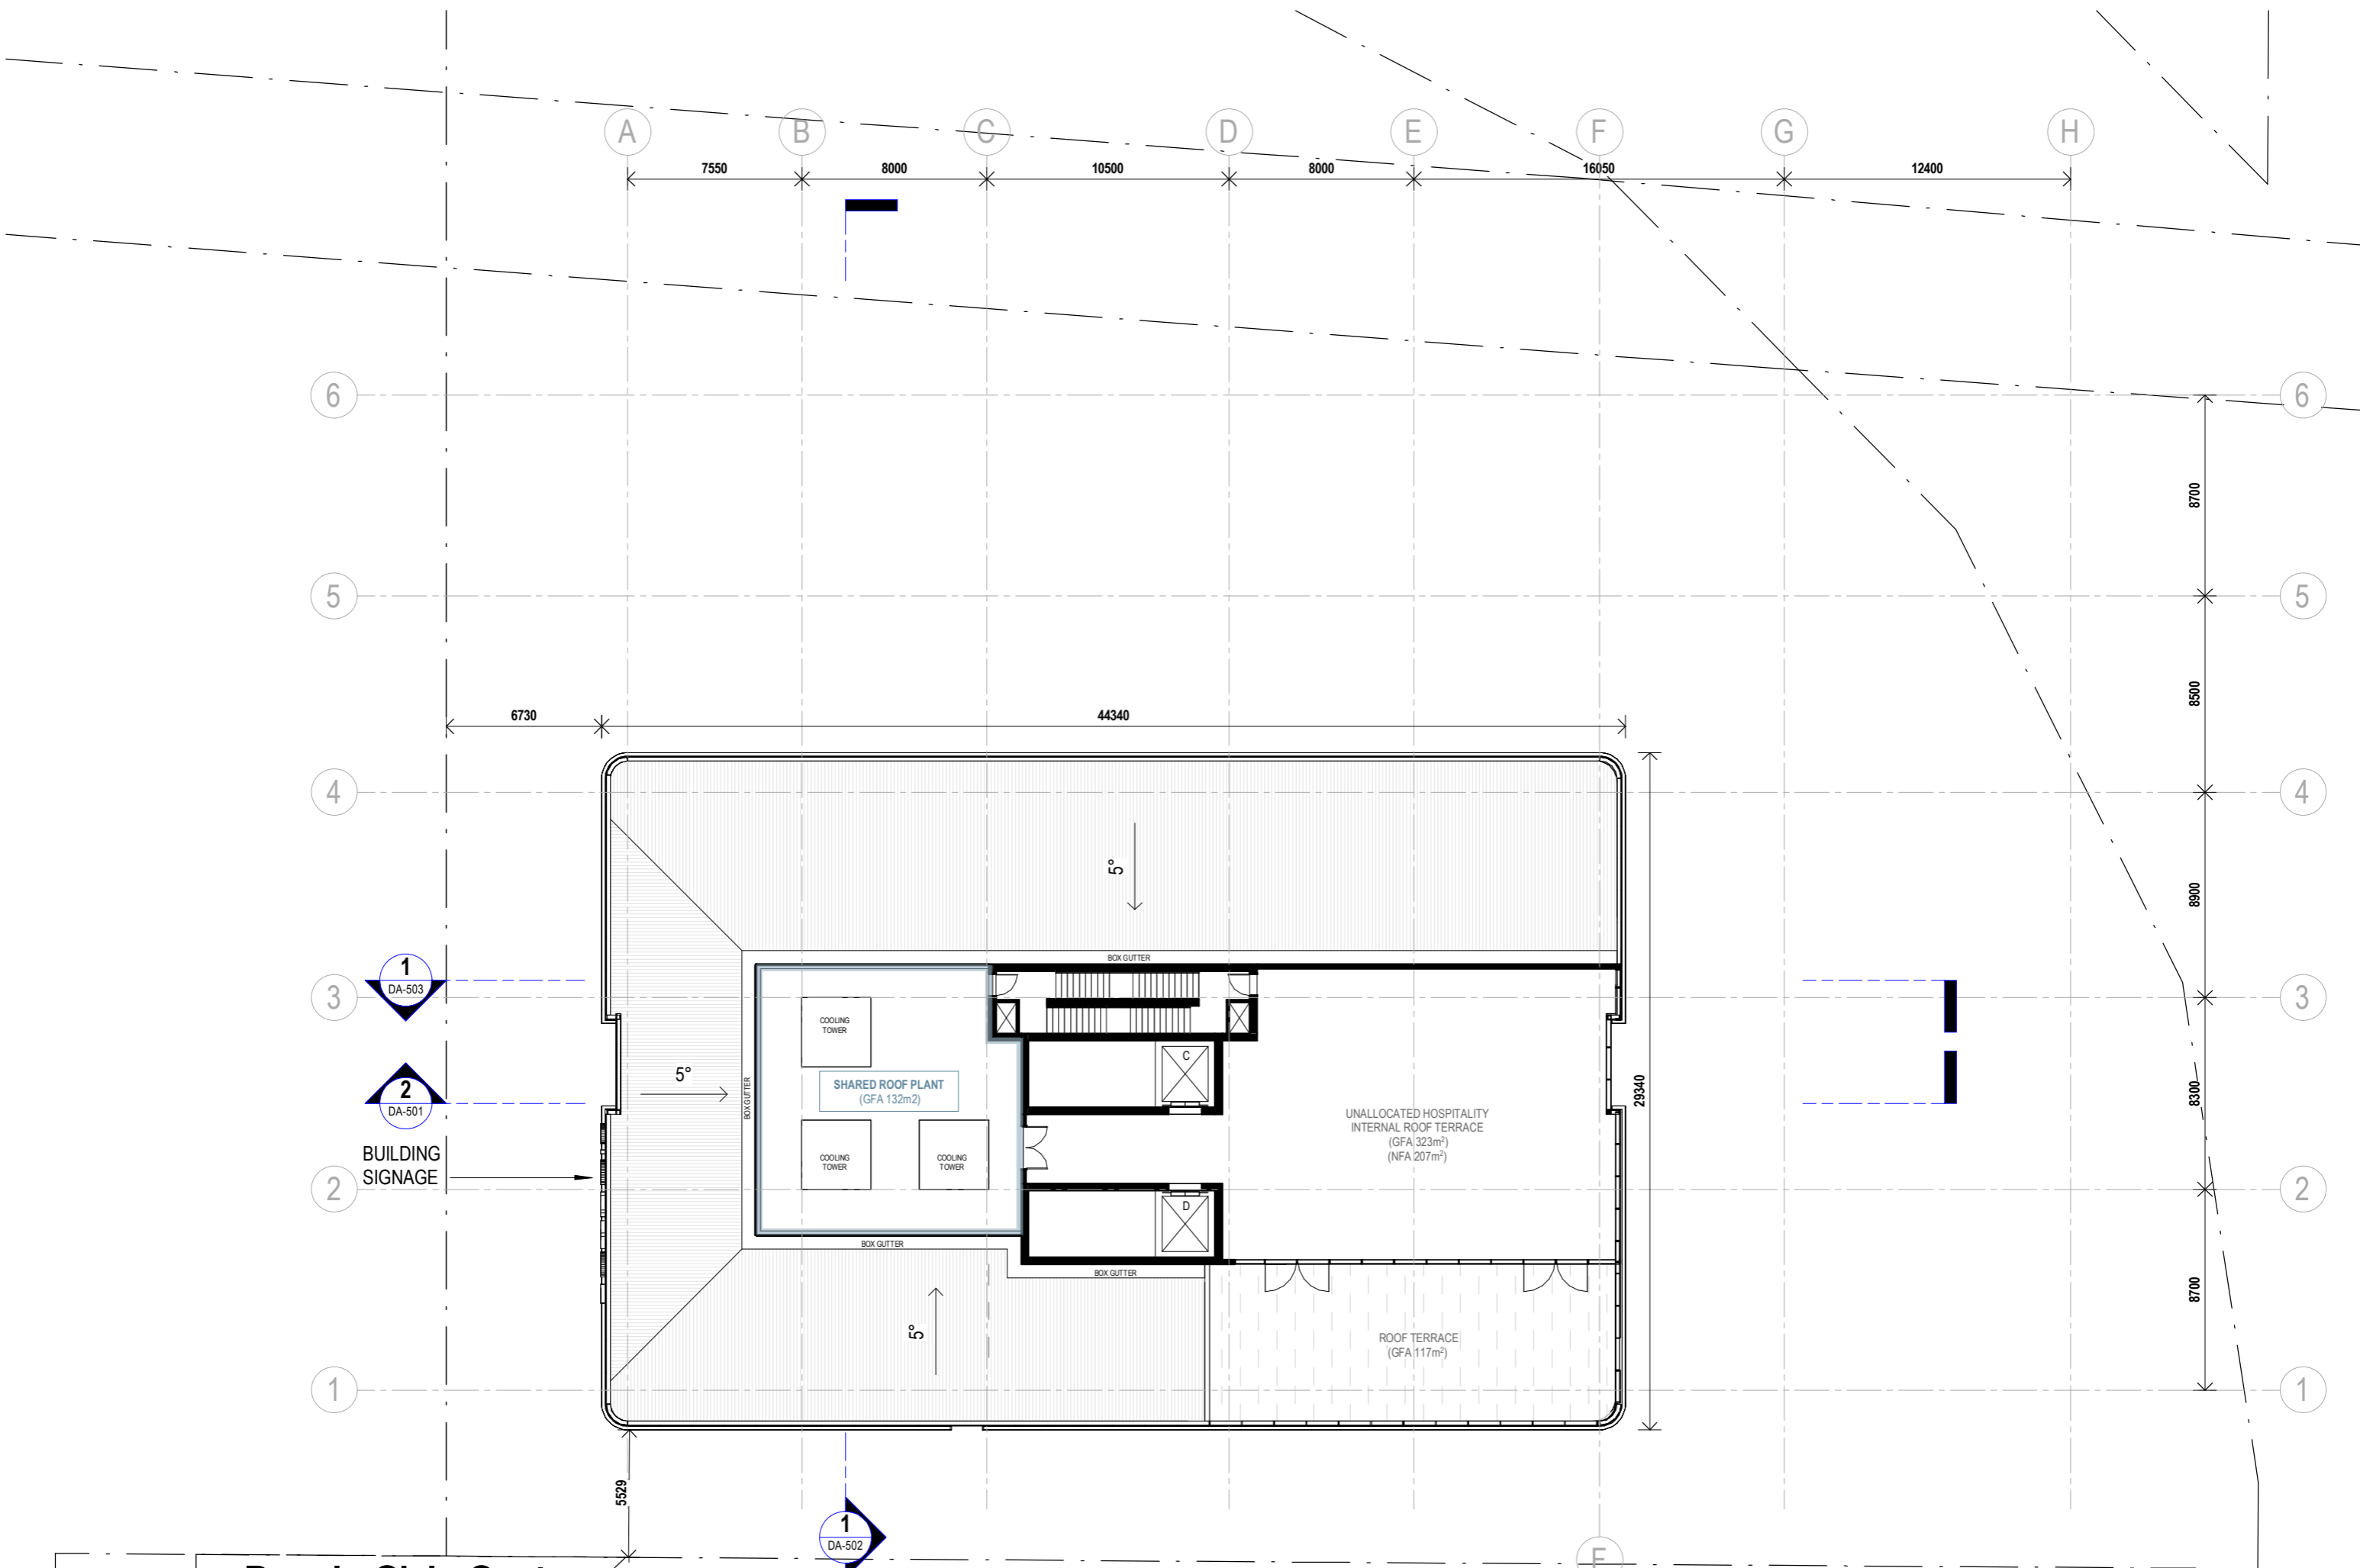 A B C D E F G H
7550 8000 10500 8000 16050 12400
6 6
8700
5 5
8500
6730 44340
4 4
5°
8900
BOX GUTTER
1
DA-503
3 3
COOLING
TOWER
C
5°
SHARED ROOF PLANT
(GFA 132m2)
BOX GUTTER
29340
8300
2
DA-501
UNALLOCATED HOSPITALITY
INTERNAL ROOF TERRACE
(GFA 323m²)
(NFA 207m²)
BUILDING
SIGNAGE
COOLING
TOWER
COOLING
TOWER
2 2
D
BOX GUTTER
BOX GUTTER
8700
5°
ROOF TERRACE
(GFA 117m²)
1 1
5529
1
DA-502